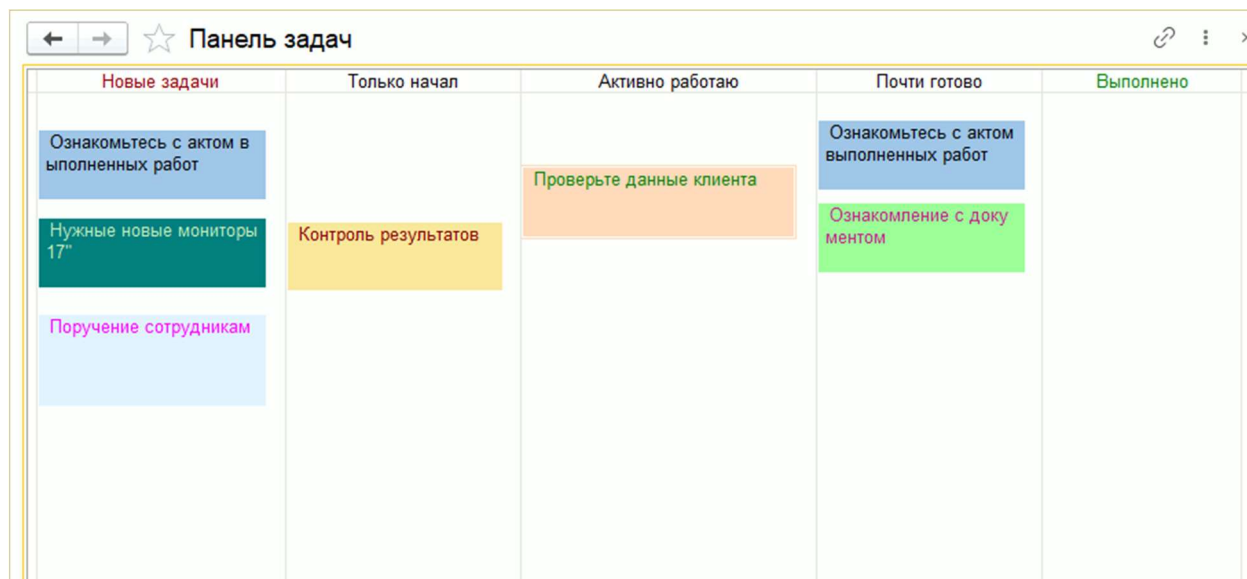 Панель задач
Новые задачи
Только начал
Активно работаю
Почти готово
Выполнено
Ознакомьтесь с актом в
ыполненных работ
Нужные новые мониторы
17"
Поручение сотрудникам
Контроль результатов
Проверьте данные клиента
Ознакомьтесь с актом
выполненных работ
Ознакомление с доку
ментом